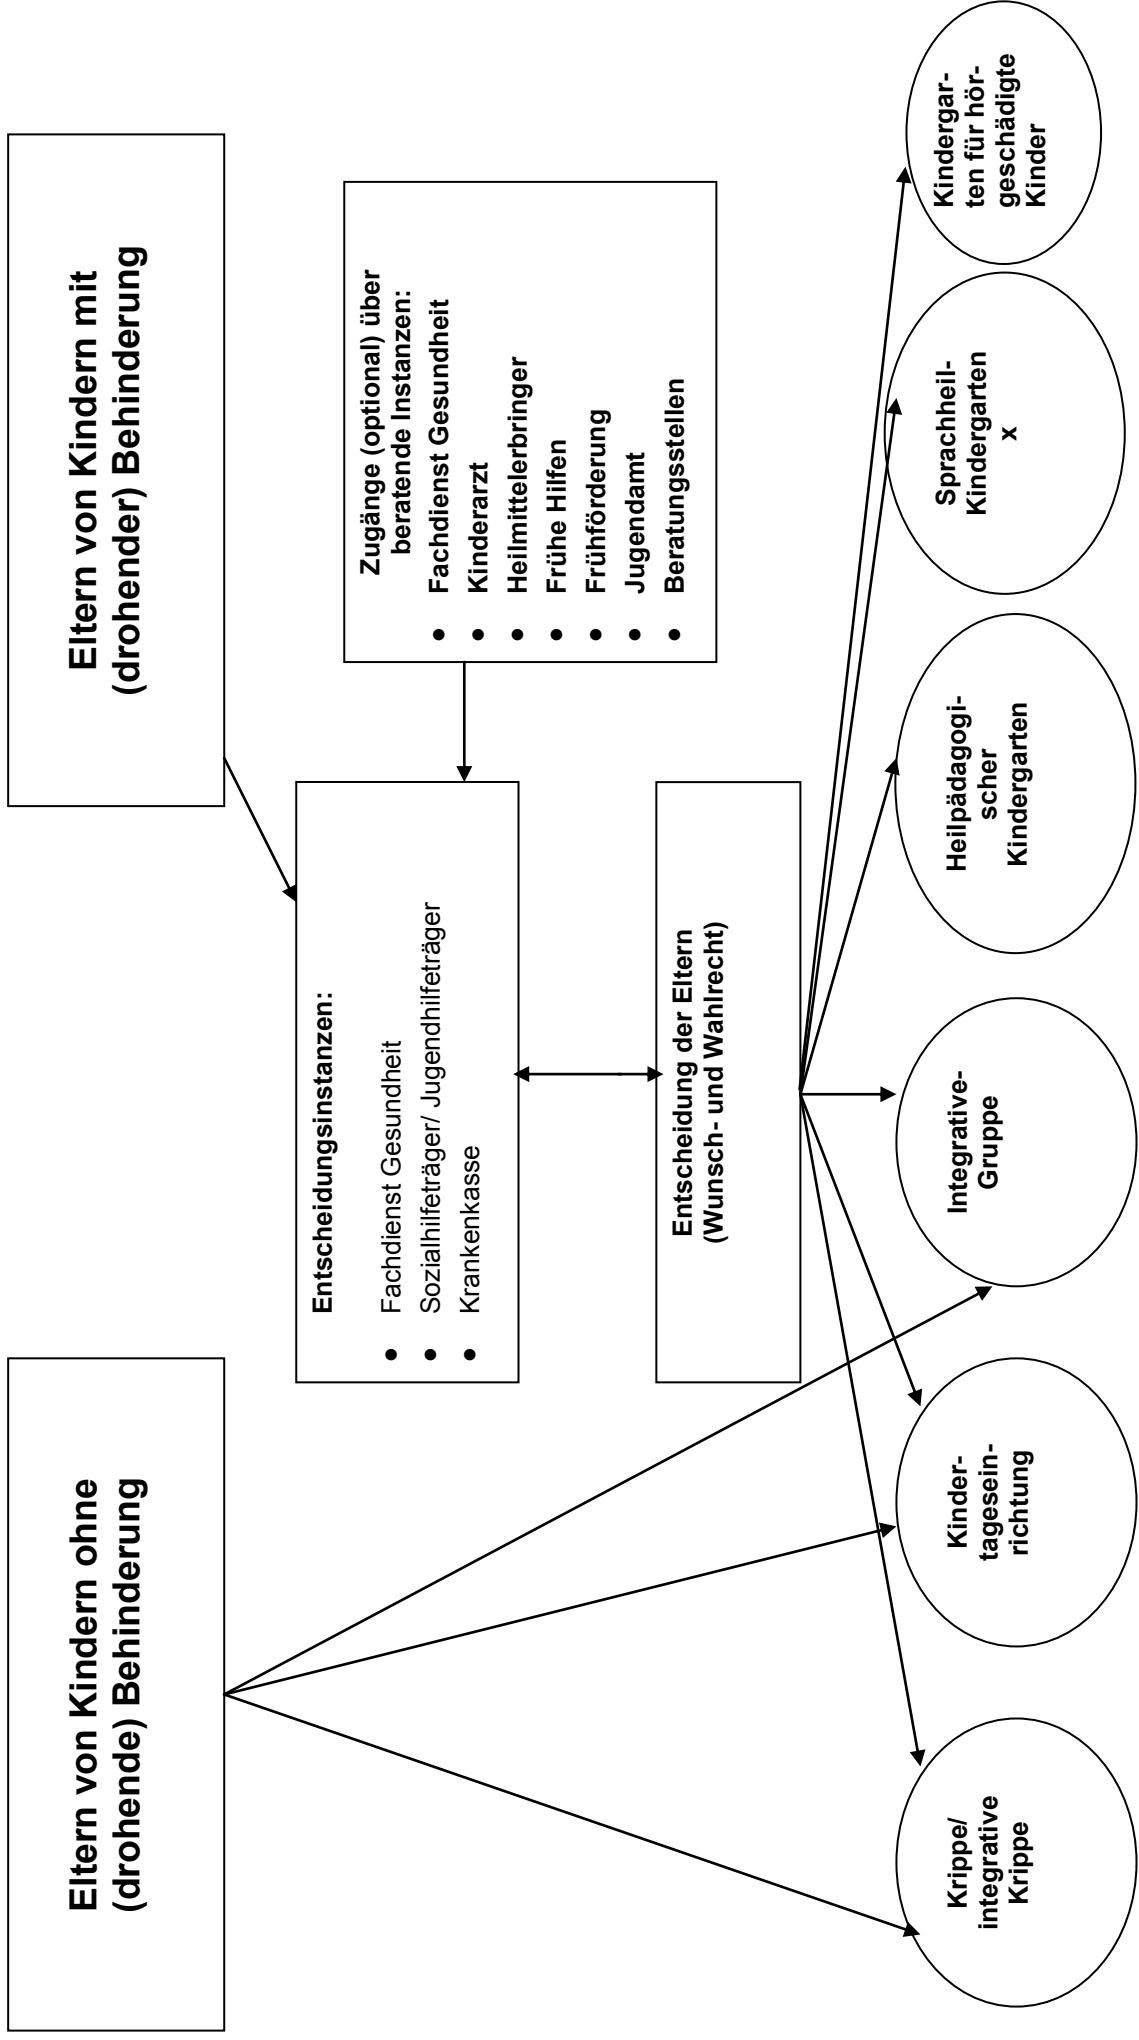 Eltern von Kindern ohne
(drohende) Behinderung
Eltern von Kindern mit
(drohender) Behinderung
Entscheidungsinstanzen:
• Fachdienst Gesundheit
• Sozialhilfeträger/ Jugendhilfeträger
• Krankenkasse
Zugänge (optional) über
beratende Instanzen:
• Fachdienst Gesundheit
• Kinderarzt
• Heilmittelerbringer
• Frühe Hilfen
• Frühförderung
• Jugendamt
• Beratungsstellen
Entscheidung der Eltern
(Wunsch- und Wahlrecht)
Krippe/
integrative
Krippe
Kinder-
tagesein-
richtung
Integrative-
Gruppe
Heilpädagogi-
scher
Kindergarten
Sprachheil-
Kindergarten
x
Kindergar-
ten für hör-
geschädigte
Kinder